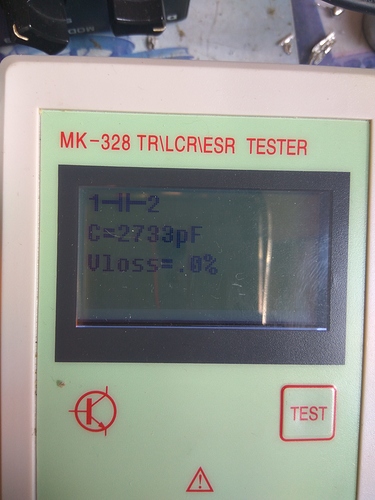 MK-328 TR\LCR\ESR TESTER
1-||-2
C=2733pF
Vloss=.0%
TEST